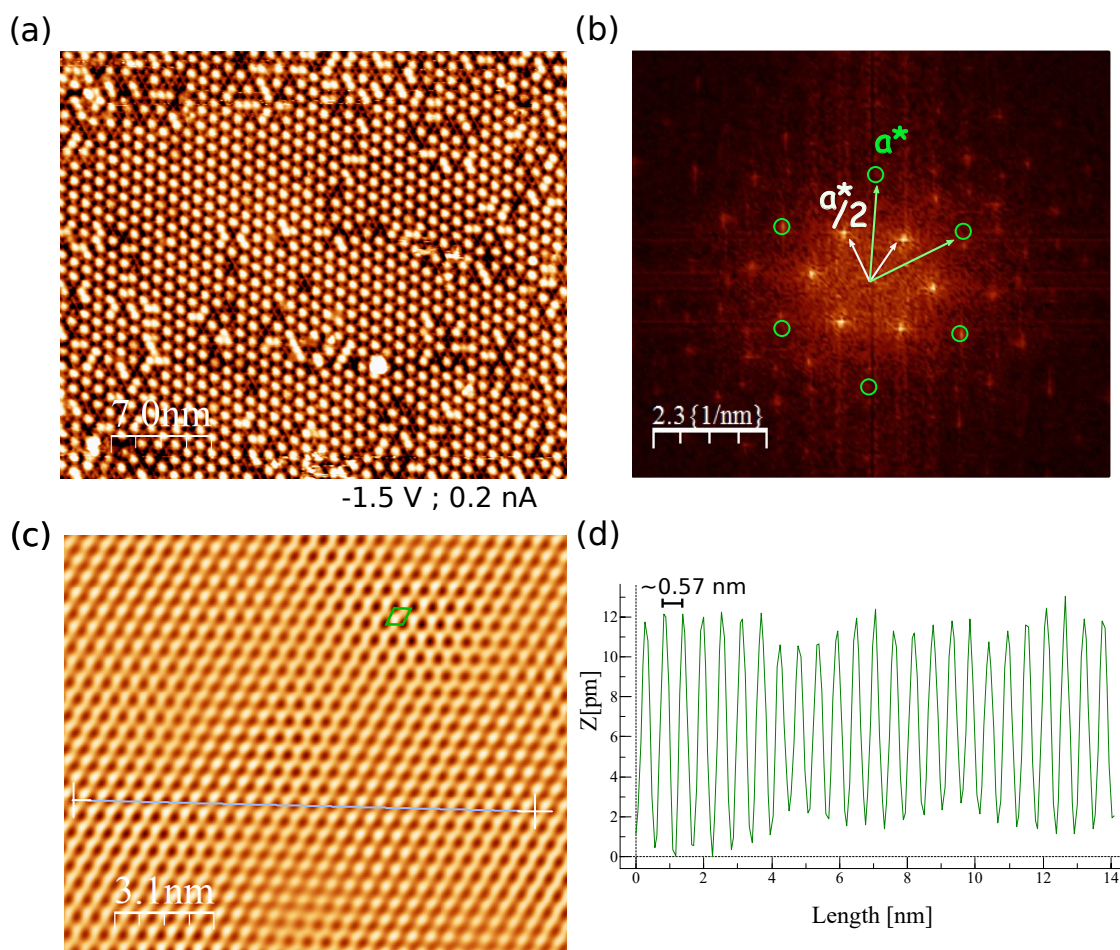 (a)
7.0nm
-1.5 V ; 0.2 nA
(b)
a*
a*/2
2.3{1/nm}
(c)
3.1nm
(d)
~0.57 nm
Z[pm]
12
14
8
6
4
2
0
0
2
4
6
8
10
12
14
Length [nm]